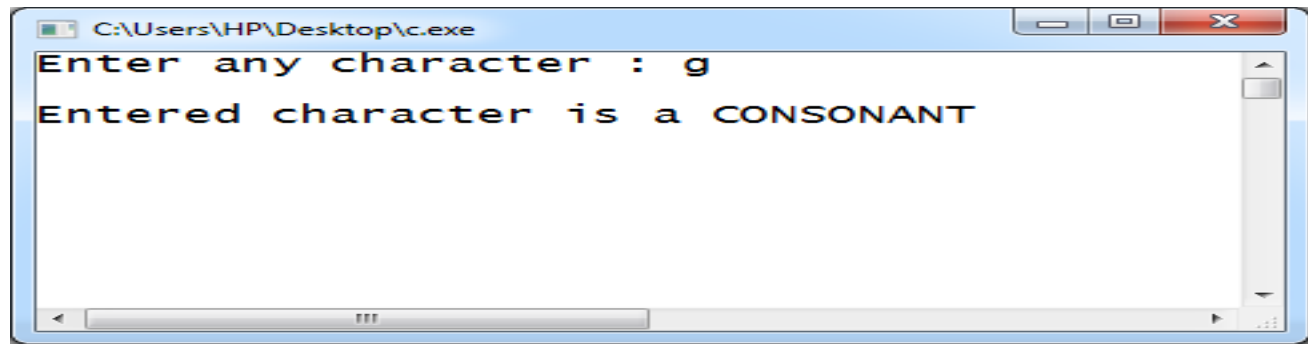 C:\Users\HP\Desktop\c.exe
Enter any character : g
Entered character is a CONSONANT